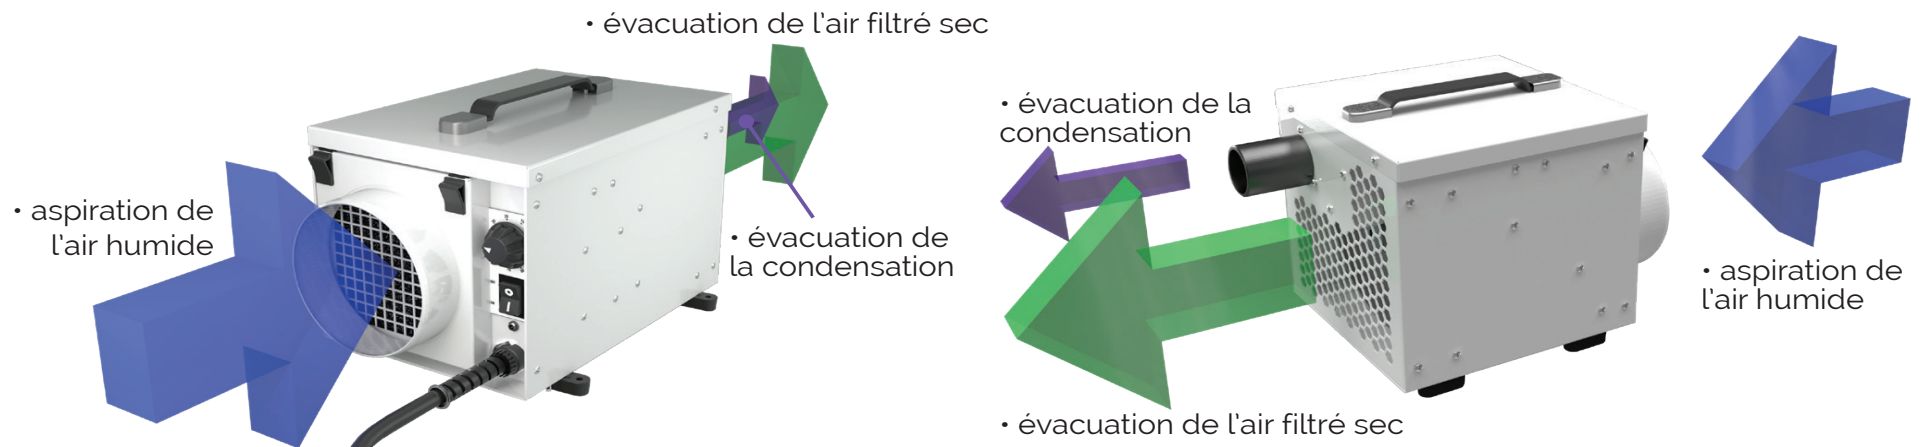 • évacuation de l’air filtré sec
• aspiration de
l’air humide
• évacuation de
la condensation
• évacuation de la
condensation
• aspiration de
l’air humide
• évacuation de l’air filtré sec